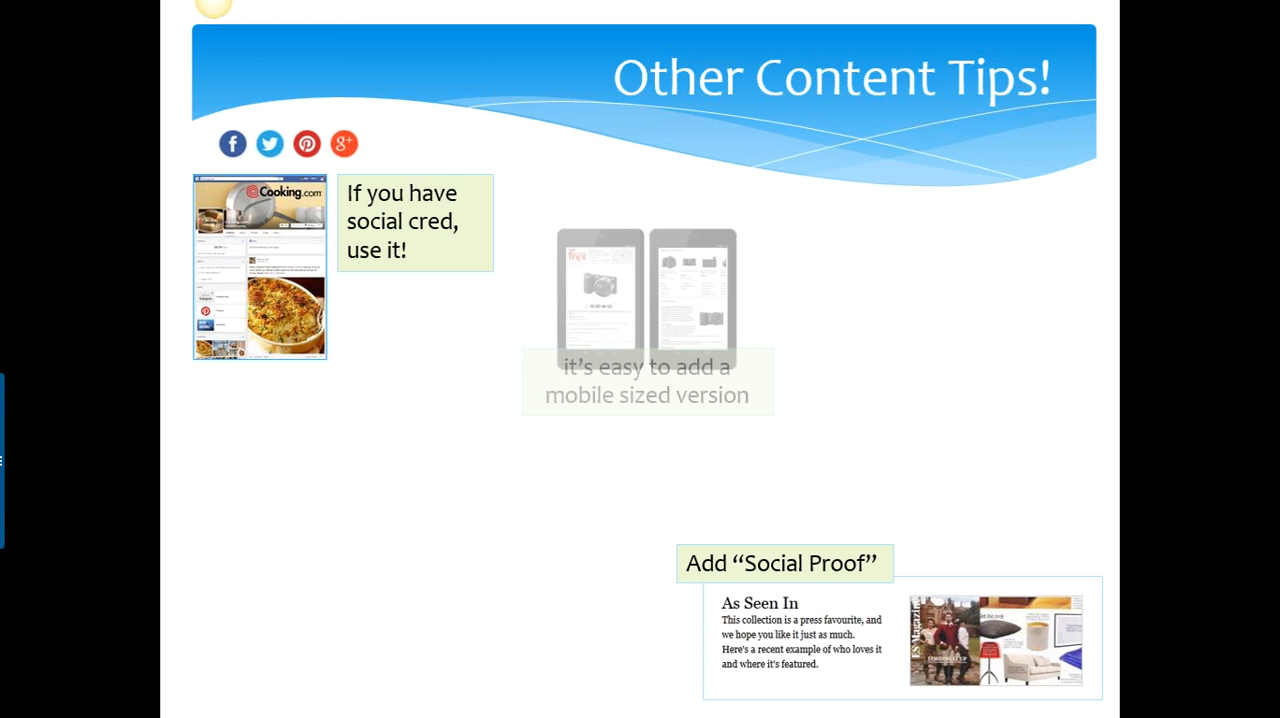 Other Content Tips!
Cooking.com
If you have
social cred,
use it!
it's easy to add a
mobile sized version
Add “Social Proof”
As Seen In
This collection is a press favourite, and
we hope you like it just as much.
Here's a recent example of who loves it
and where it's featured.
ES Magazine